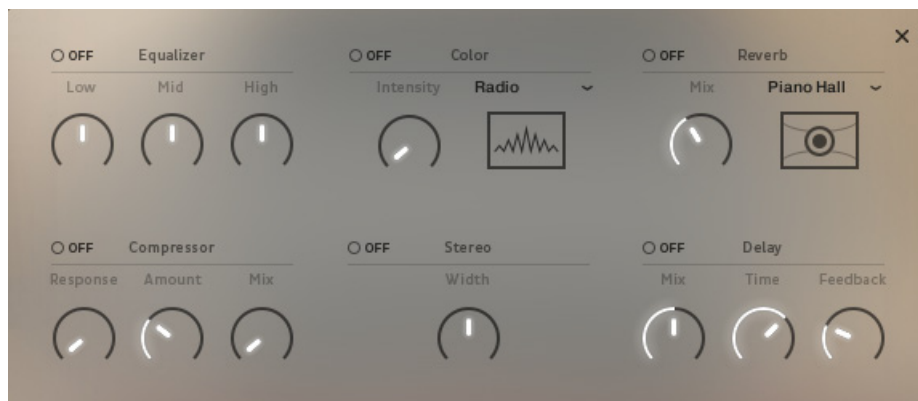 OFF Equalizer
Low Mid High
OFF Color
Intensity Radio
OFF Reverb
Mix Piano Hall
OFF Compressor
Response Amount Mix
OFF Stereo
Width
OFF Delay
Mix Time Feedback